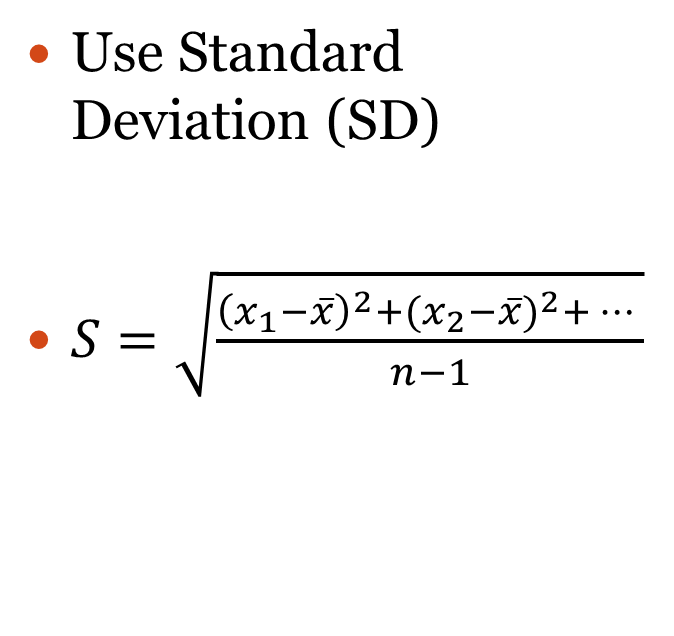 • Use Standard
Deviation (SD)
• S = √((x₁−x̄)²+(x₂−x̄)²+ ⋯ / n−1)